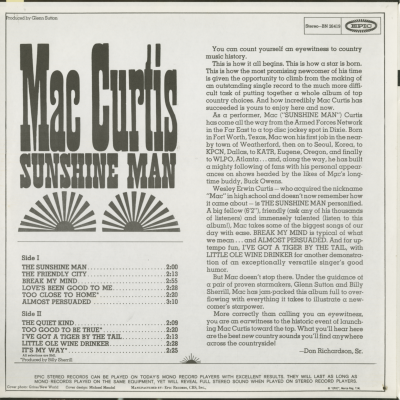 Produced by Glenn Sutton
Stereo-BN 26419
EPIC
Mac Curtis
SUNSHINE MAN
You can count yourself an eyewitness to country
music history.
This is how it all begins. This is how a star is born.
This is how the most promising newcomer of his time
is given the opportunity to climb from the making of
an outstanding single record to the much more diffi-
cult task of putting together a whole album of top
country choices. And how incredibly Mac Curtis has
succeeded is yours to enjoy here and now.
As a performer, Mac ("SUNSHINE MAN") Curtis
has come all the way from the Armed Forces Network
in the Far East to a top disc jockey spot in Dixie. Born
in Fort Worth, Texas, Mac won his first job in the near-
by town of Weatherford, then on to Seoul, Korea, to
KPCN, Dallas, to KATR, Eugene, Oregon, and finally
to WLPO, Atlanta...and, along the way, he has built
a mighty following of fans with his personal appear-
ances on shows headed by the likes of Mac's long-
time buddy, Buck Owens.
Wesley Erwin Curtis – who acquired the nickname
"Mac" in high school and doesn't now remember how
it came about – is THE SUNSHINE MAN personified.
A big fellow (6'2"), friendly (ask any of his thousands
of listeners) and immensely talented (listen to this
album!), Mac takes some of the biggest songs of our
day with ease. BREAK MY MIND is typical of what
we mean...and ALMOST PERSUADED. And for up-
tempo fun, I'VE GOT A TIGER BY THE TAIL, with
LITTLE OLE WINE DRINKER for another demonstra-
tion of an exceptionally versatile singer's good
humor.
But Mac doesn't stop there. Under the guidance of
a pair of proven starmakers, Glenn Sutton and Billy
Sherrill, Mac has jam-packed this album full to over-
flowing with everything it takes to illustrate a new-
comer's starpower.
More correctly than calling you an eyewitness,
you are an earwitness to the historic event of launch-
ing Mac Curtis toward the top. What you'll hear here
are the best new country sounds you'll find anywhere
across the countryside!
–Don Richardson, Sr.
Side I
THE SUNSHINE MAN 2:00
THE FRIENDLY CITY 2:13
BREAK MY MIND 2:55
LOVE'S BEEN GOOD TO ME 2:28
TOO CLOSE TO HOME* 2:20
ALMOST PERSUADED 3:10
Side II
THE QUIET KIND 2:09
TOO GOOD TO BE TRUE* 2:20
I'VE GOT A TIGER BY THE TAIL 2:13
LITTLE OLE WINE DRINKER 2:38
IT'S MY WAY* 2:25
All selections are BMI.
*Produced by Billy Sherrill
EPIC STEREO RECORDS CAN BE PLAYED ON TODAY'S MONO RECORD PLAYERS WITH EXCELLENT RESULTS. THEY WILL LAST AS LONG AS
MONO RECORDS PLAYED ON THE SAME EQUIPMENT, YET WILL REVEAL FULL STEREO SOUND WHEN PLAYED ON STEREO RECORD PLAYERS.